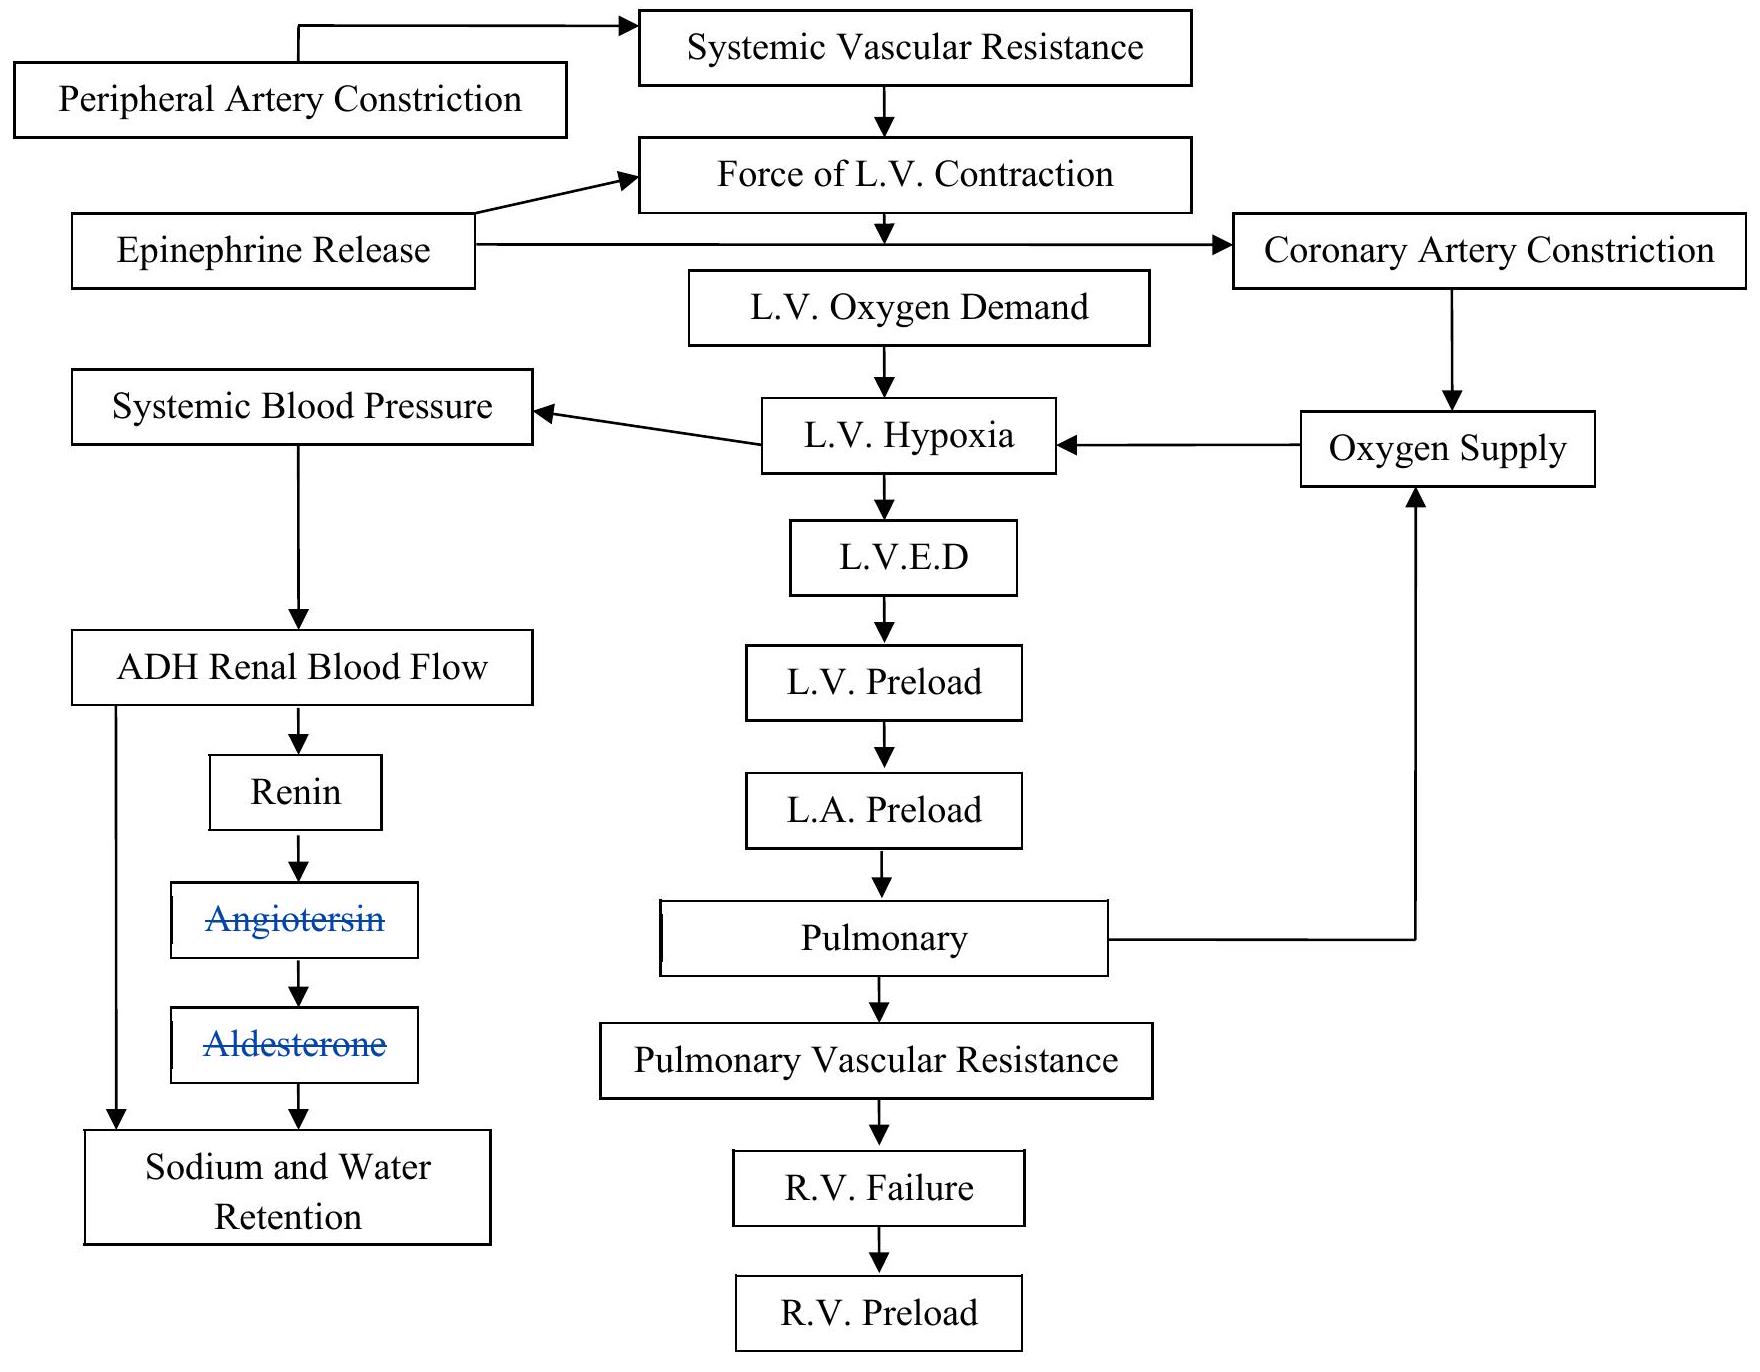 Systemic Vascular Resistance
Peripheral Artery Constriction
Force of L.V. Contraction
Epinephrine Release
Coronary Artery Constriction
L.V. Oxygen Demand
Systemic Blood Pressure
L.V. Hypoxia
Oxygen Supply
L.V.E.D
ADH Renal Blood Flow
L.V. Preload
Renin
L.A. Preload
Angiotersin
Pulmonary
Aldesterone
Pulmonary Vascular Resistance
Sodium and Water
Retention
R.V. Failure
R.V. Preload